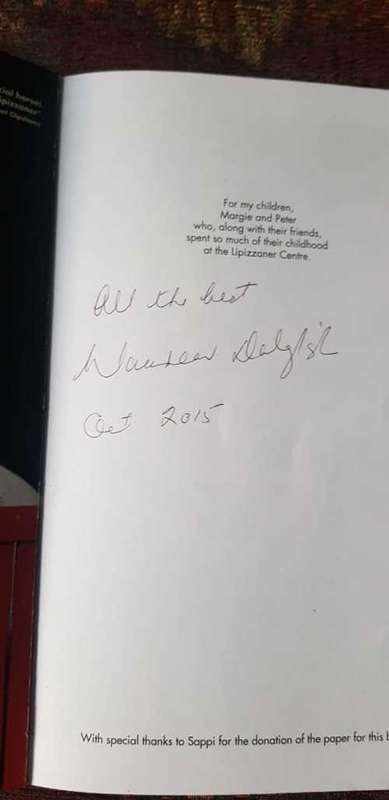 For my children,
Margie and Peter
who, along with their friends,
spent so much of their childhood
at the Lipizzaner Centre.
All the best
Maureen Dalgliesh
Oct 2015
With special thanks to Sappi for the donation of the paper for this